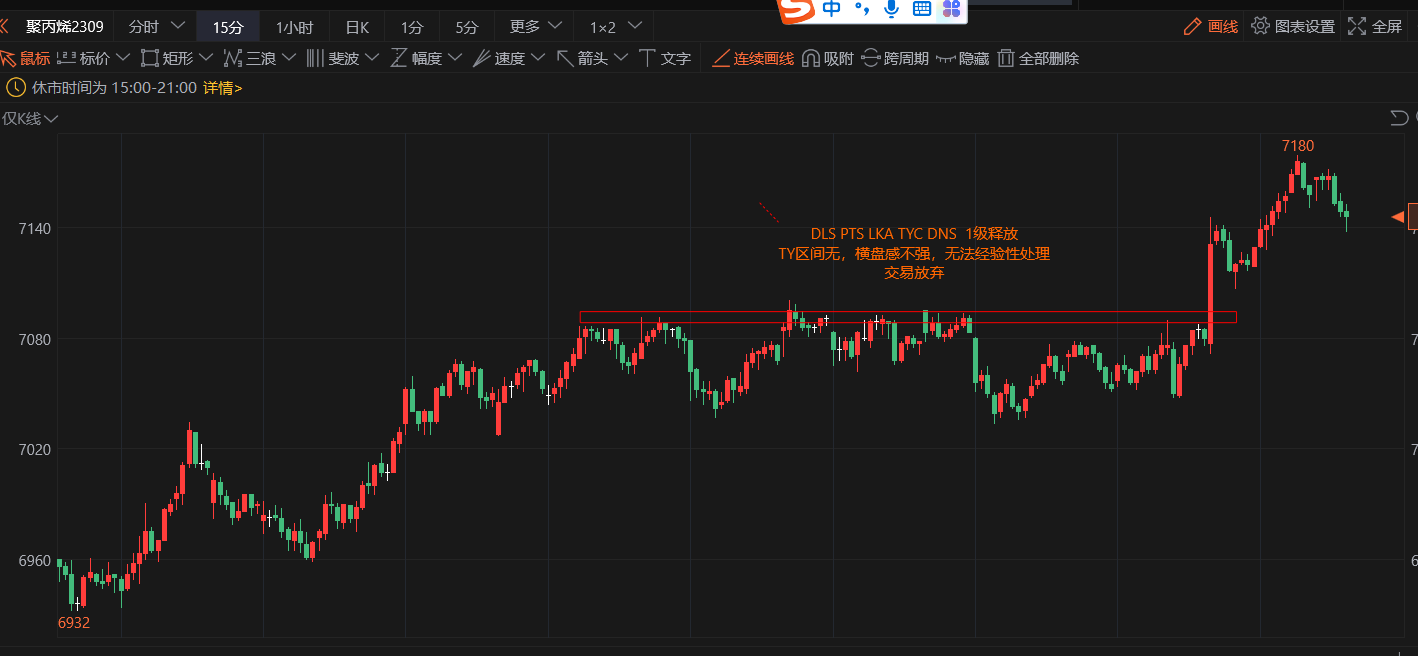 中
聚丙烯2309 分时 15分 1小时 日K 1分 5分 更多 1×2 画线 图表设置 全屏
鼠标 标价 矩形 三浪 斐波 幅度 速度 箭头 文字 连续画线 吸附 跨周期 隐藏 全部删除
休市时间为 15:00-21:00 详情>
仅K线
7180
7140
DLS PTS LKA TYC DNS 1级释放
TY区间无，横盘感不强，无法经验性处理
交易放弃
7080
7020
6960
6932